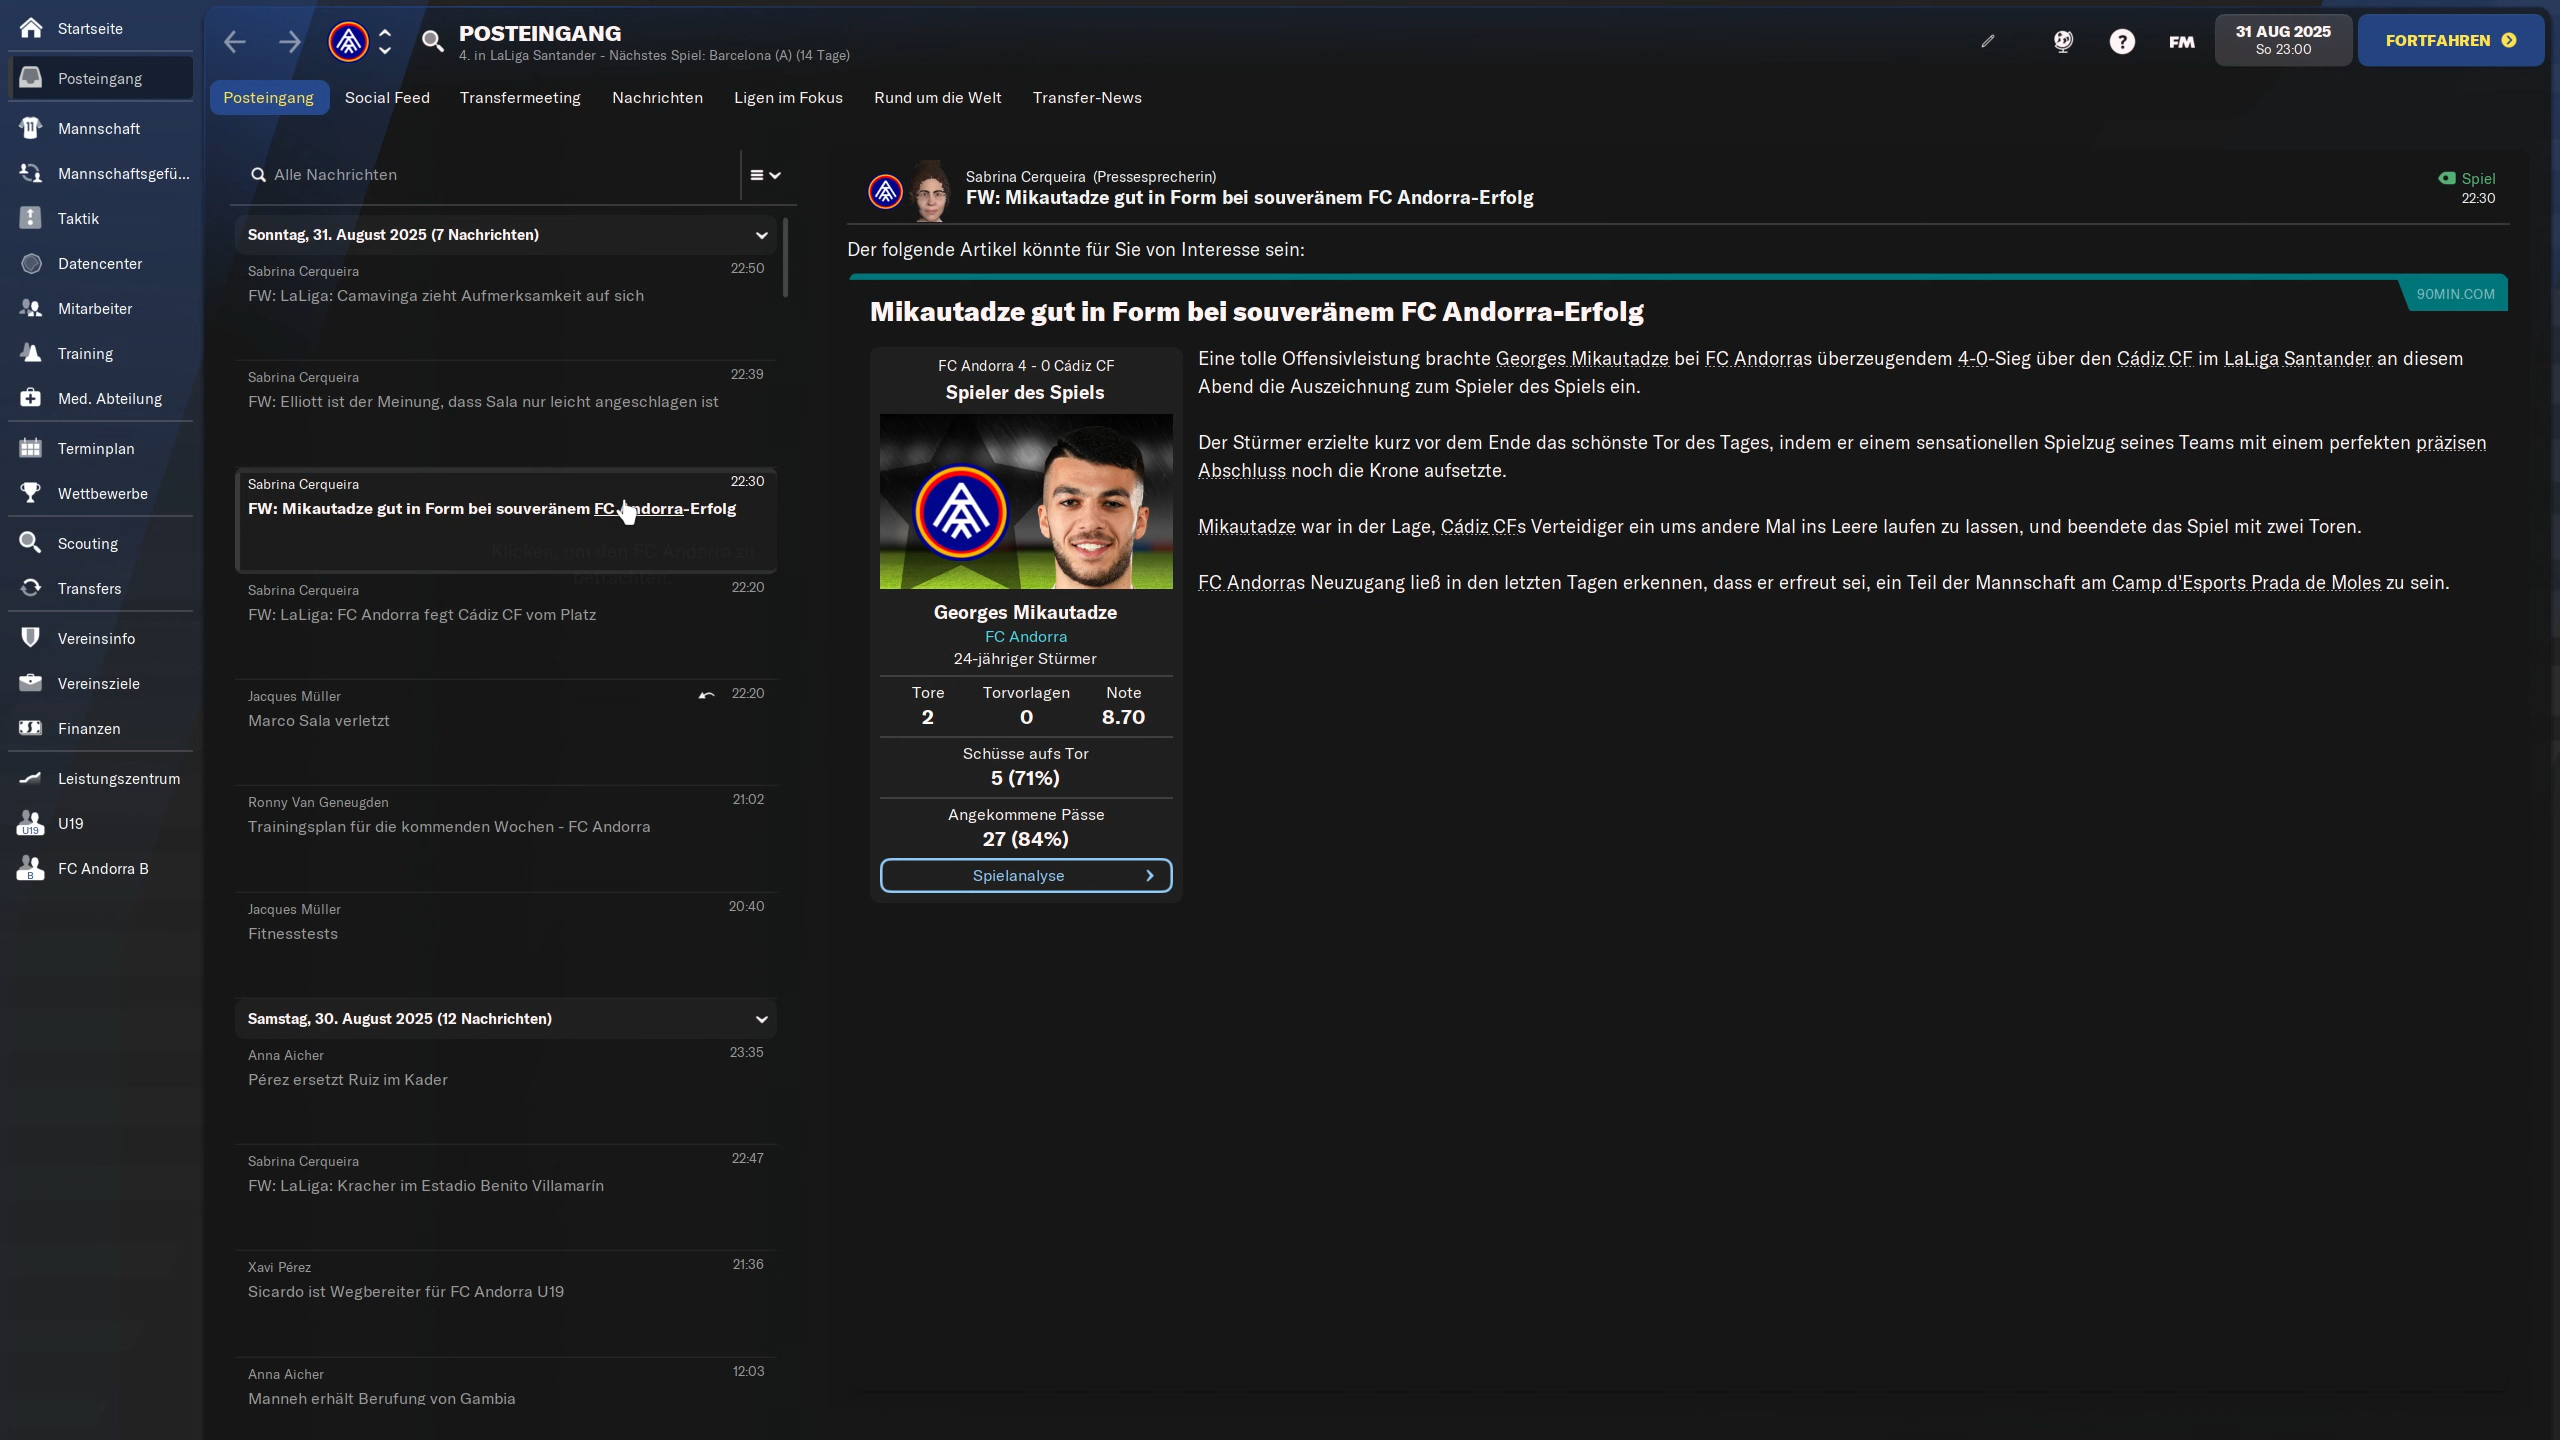 Startseite
Posteingang
Mannschaft
Mannschaftsgefü...
Taktik
Datencenter
Mitarbeiter
Training
Med. Abteilung
Terminplan
Wettbewerbe
Scouting
Transfers
Vereinsinfo
Vereinsziele
Finanzen
Leistungszentrum
U19
U19
B
FC Andorra B
POSTEINGANG
4. in LaLiga Santander - Nächstes Spiel: Barcelona (A) (14 Tage)
FM
31 AUG 2025
So 23:00
FORTFAHREN
Posteingang Social Feed Transfermeeting Nachrichten Ligen im Fokus Rund um die Welt Transfer-News
Alle Nachrichten
Sonntag, 31. August 2025 (7 Nachrichten)
Sabrina Cerqueira 22:50
FW: LaLiga: Camavinga zieht Aufmerksamkeit auf sich
Sabrina Cerqueira 22:39
FW: Elliott ist der Meinung, dass Sala nur leicht angeschlagen ist
Sabrina Cerqueira 22:30
FW: Mikautadze gut in Form bei souveränem FC Andorra-Erfolg
Klicken, um den FC Andorra zu
betrachten.
Sabrina Cerqueira 22:20
FW: LaLiga: FC Andorra fegt Cádiz CF vom Platz
Jacques Müller 22:20
Marco Sala verletzt
Ronny Van Geneugden 21:02
Trainingsplan für die kommenden Wochen - FC Andorra
Jacques Müller 20:40
Fitnesstests
Samstag, 30. August 2025 (12 Nachrichten)
Anna Aicher 23:35
Pérez ersetzt Ruiz im Kader
Sabrina Cerqueira 22:47
FW: LaLiga: Kracher im Estadio Benito Villamarín
Xavi Pérez 21:36
Sicardo ist Wegbereiter für FC Andorra U19
Anna Aicher 12:03
Manneh erhält Berufung von Gambia
Sabrina Cerqueira (Pressesprecherin)
FW: Mikautadze gut in Form bei souveränem FC Andorra-Erfolg
Spiel
22:30
Der folgende Artikel könnte für Sie von Interesse sein:
90MIN.COM
Mikautadze gut in Form bei souveränem FC Andorra-Erfolg
FC Andorra 4 - 0 Cádiz CF
Spieler des Spiels
Georges Mikautadze
FC Andorra
24-jähriger Stürmer
Tore Torvorlagen Note
2 0 8.70
Schüsse aufs Tor
5 (71%)
Angekommene Pässe
27 (84%)
Spielanalyse
Eine tolle Offensivleistung brachte Georges Mikautadze bei FC Andorras überzeugendem 4-0-Sieg über den Cádiz CF im LaLiga Santander an diesem
Abend die Auszeichnung zum Spieler des Spiels ein.
Der Stürmer erzielte kurz vor dem Ende das schönste Tor des Tages, indem er einem sensationellen Spielzug seines Teams mit einem perfekten präzisen
Abschluss noch die Krone aufsetzte.
Mikautadze war in der Lage, Cádiz CFs Verteidiger ein ums andere Mal ins Leere laufen zu lassen, und beendete das Spiel mit zwei Toren.
FC Andorras Neuzugang ließ in den letzten Tagen erkennen, dass er erfreut sei, ein Teil der Mannschaft am Camp d'Esports Prada de Moles zu sein.